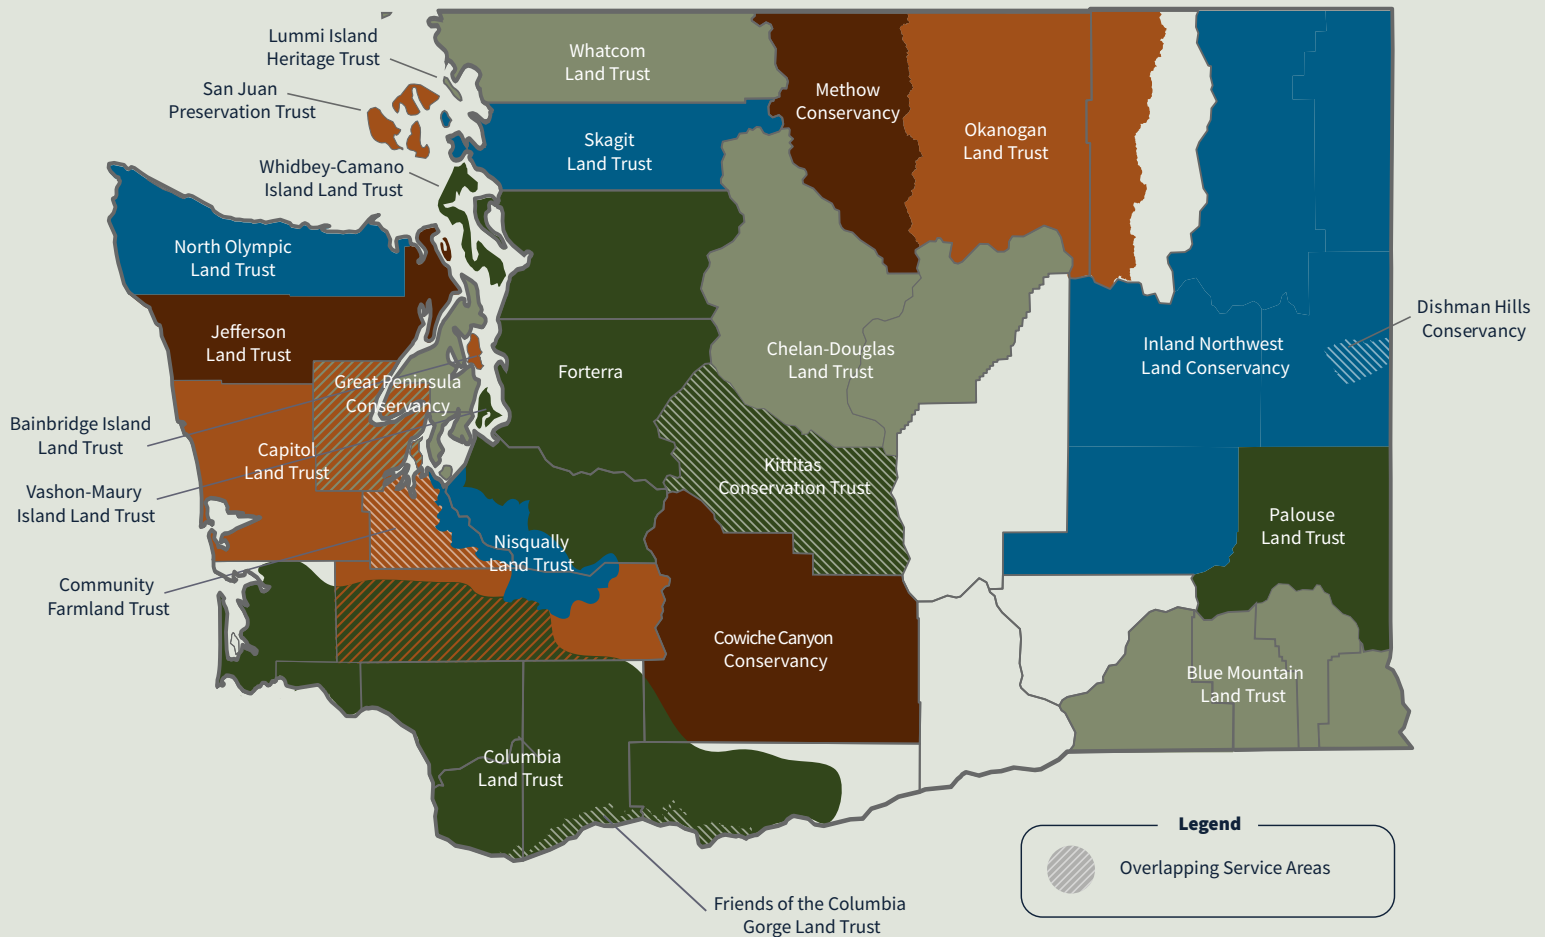 Lummi Island
Heritage Trust
San Juan
Preservation Trust
Whidbey-Camano
Island Land Trust
Whatcom
Land Trust
Skagit
Land Trust
Methow
Conservancy
Okanogan
Land Trust
North Olympic
Land Trust
Jefferson
Land Trust
Great Peninsula
Conservancy
Forterra
Chelan-Douglas
Land Trust
Inland Northwest
Land Conservancy
Dishman Hills
Conservancy
Bainbridge Island
Land Trust
Capitol
Land Trust
Vashon-Maury
Island Land Trust
Kittitas
Conservation Trust
Palouse
Land Trust
Nisqually
Land Trust
Community
Farmland Trust
Cowiche Canyon
Conservancy
Blue Mountain
Land Trust
Columbia
Land Trust
Friends of the Columbia
Gorge Land Trust
Legend
Overlapping Service Areas